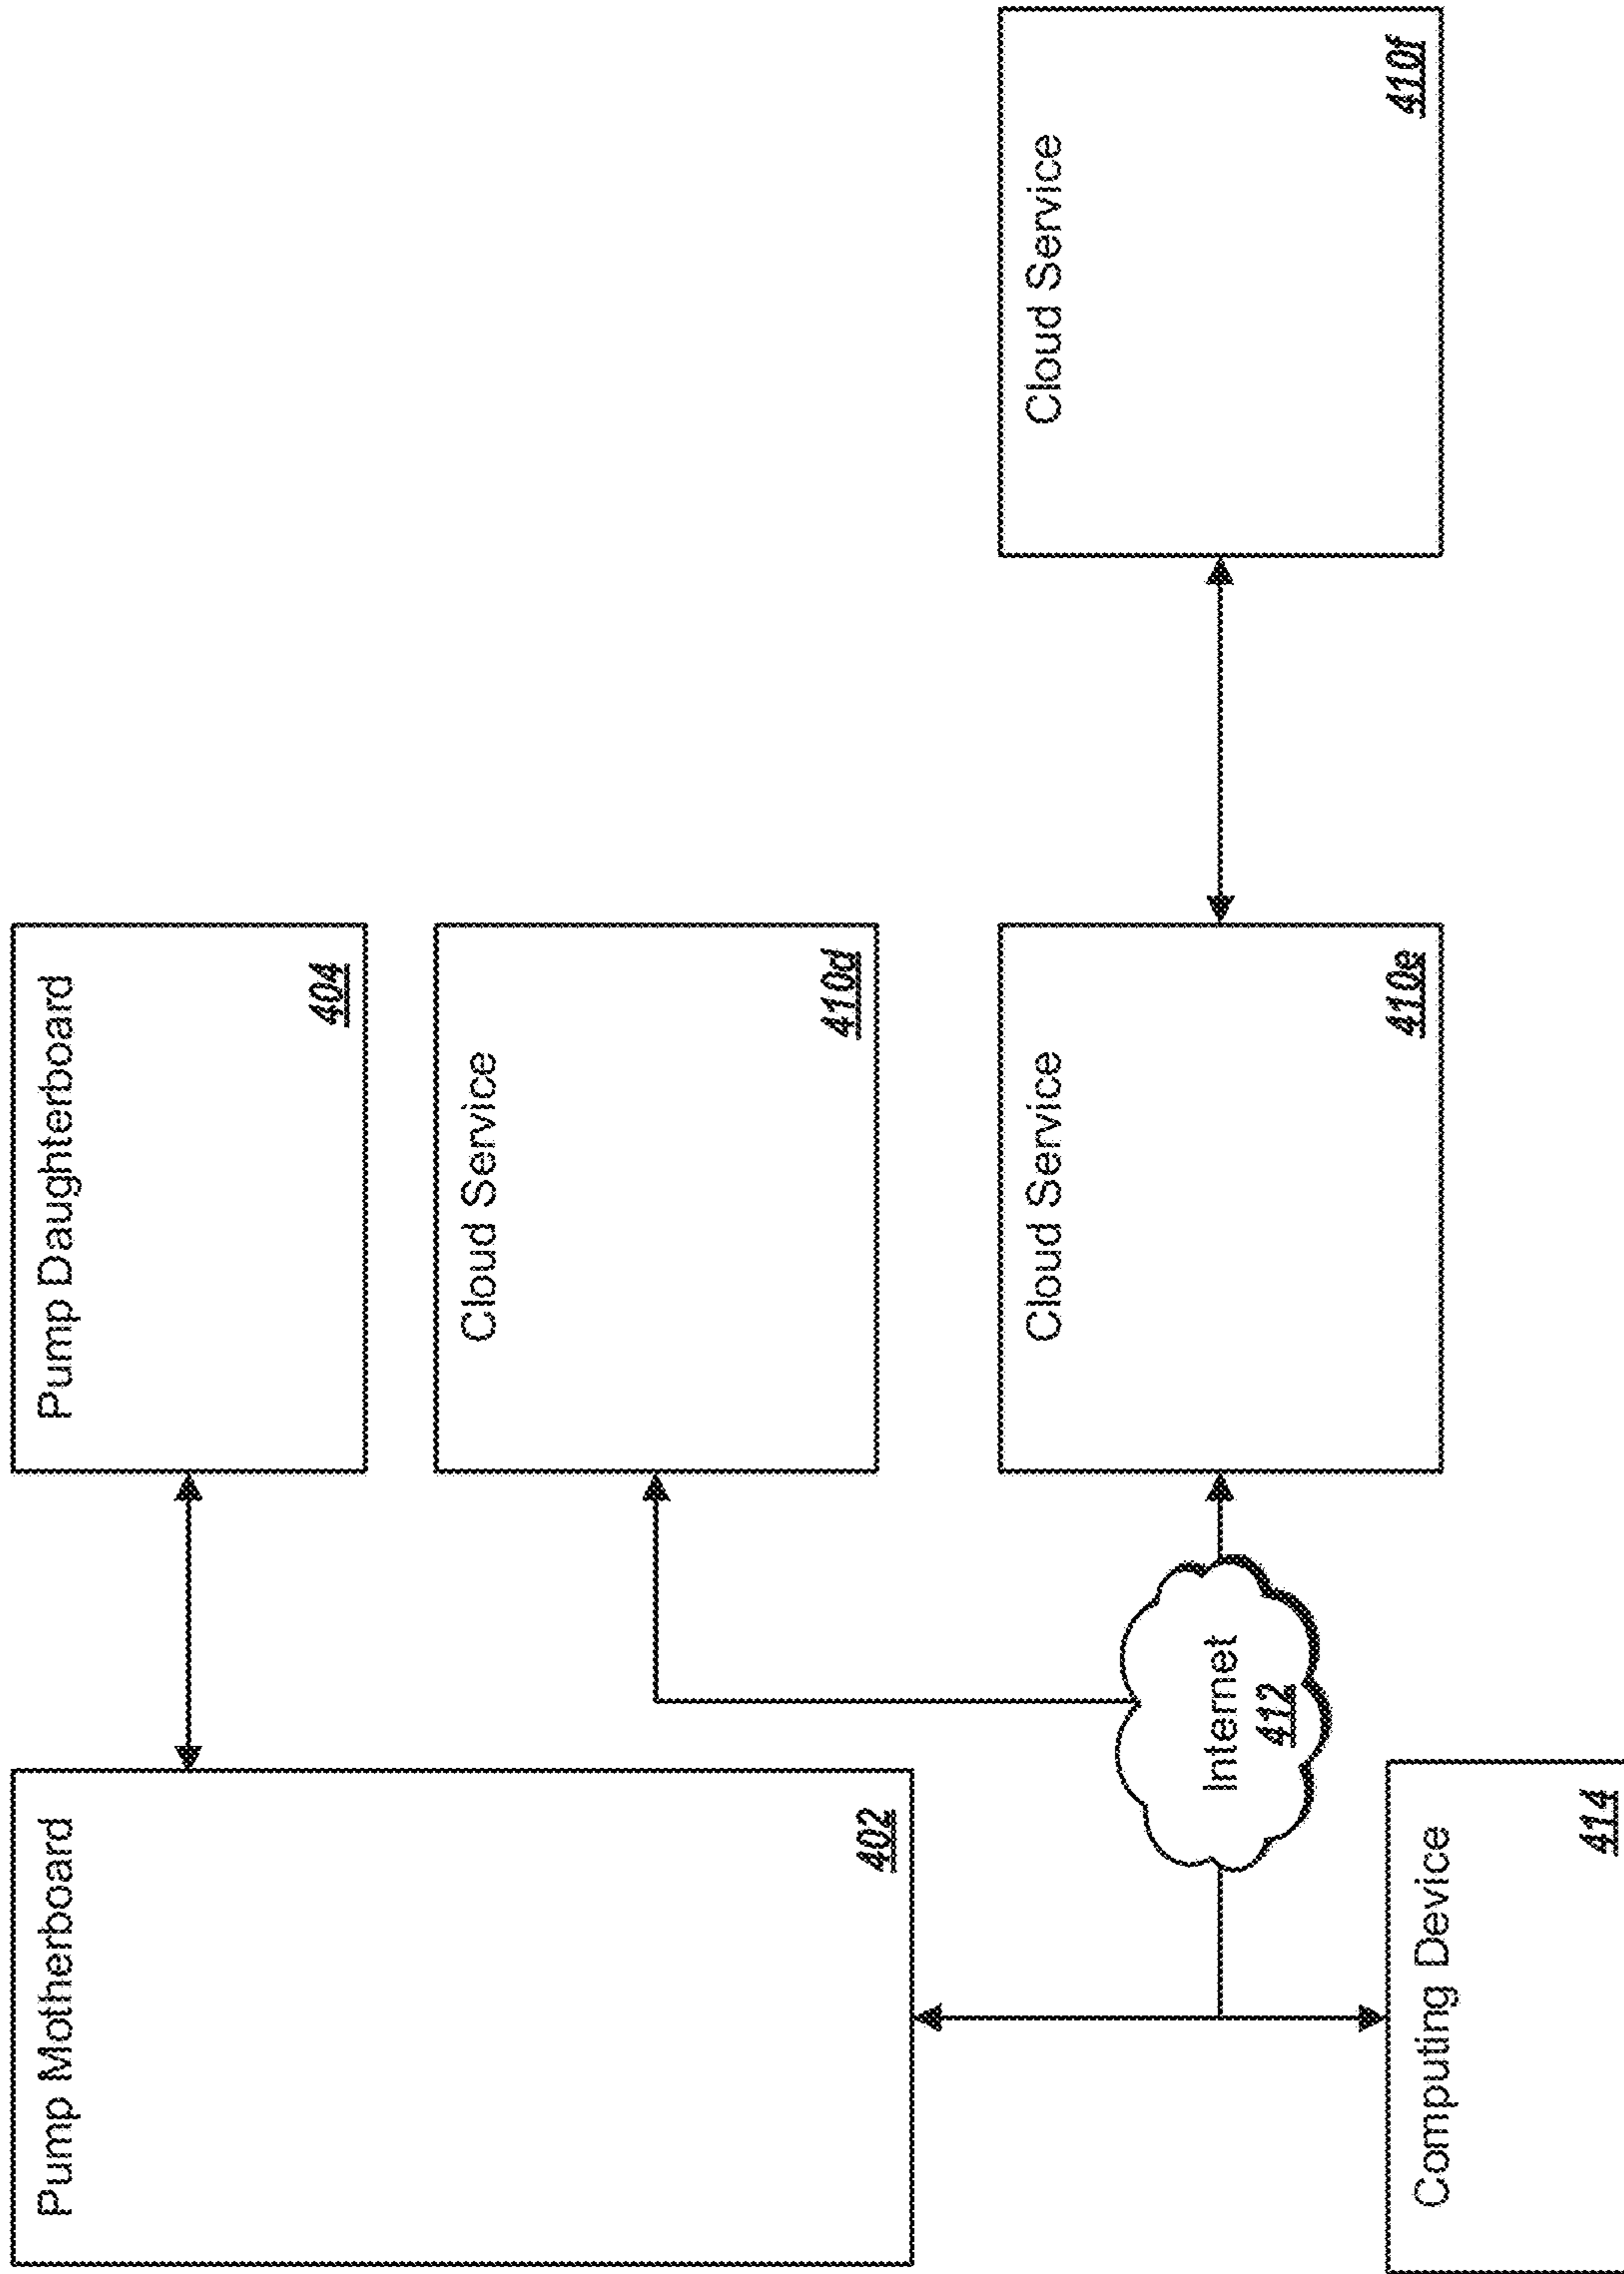 Pump Motherboard
402
Pump Daughterboard
404
Cloud Service
410d
Internet
412
Cloud Service
410e
Cloud Service
410f
Computing Device
414